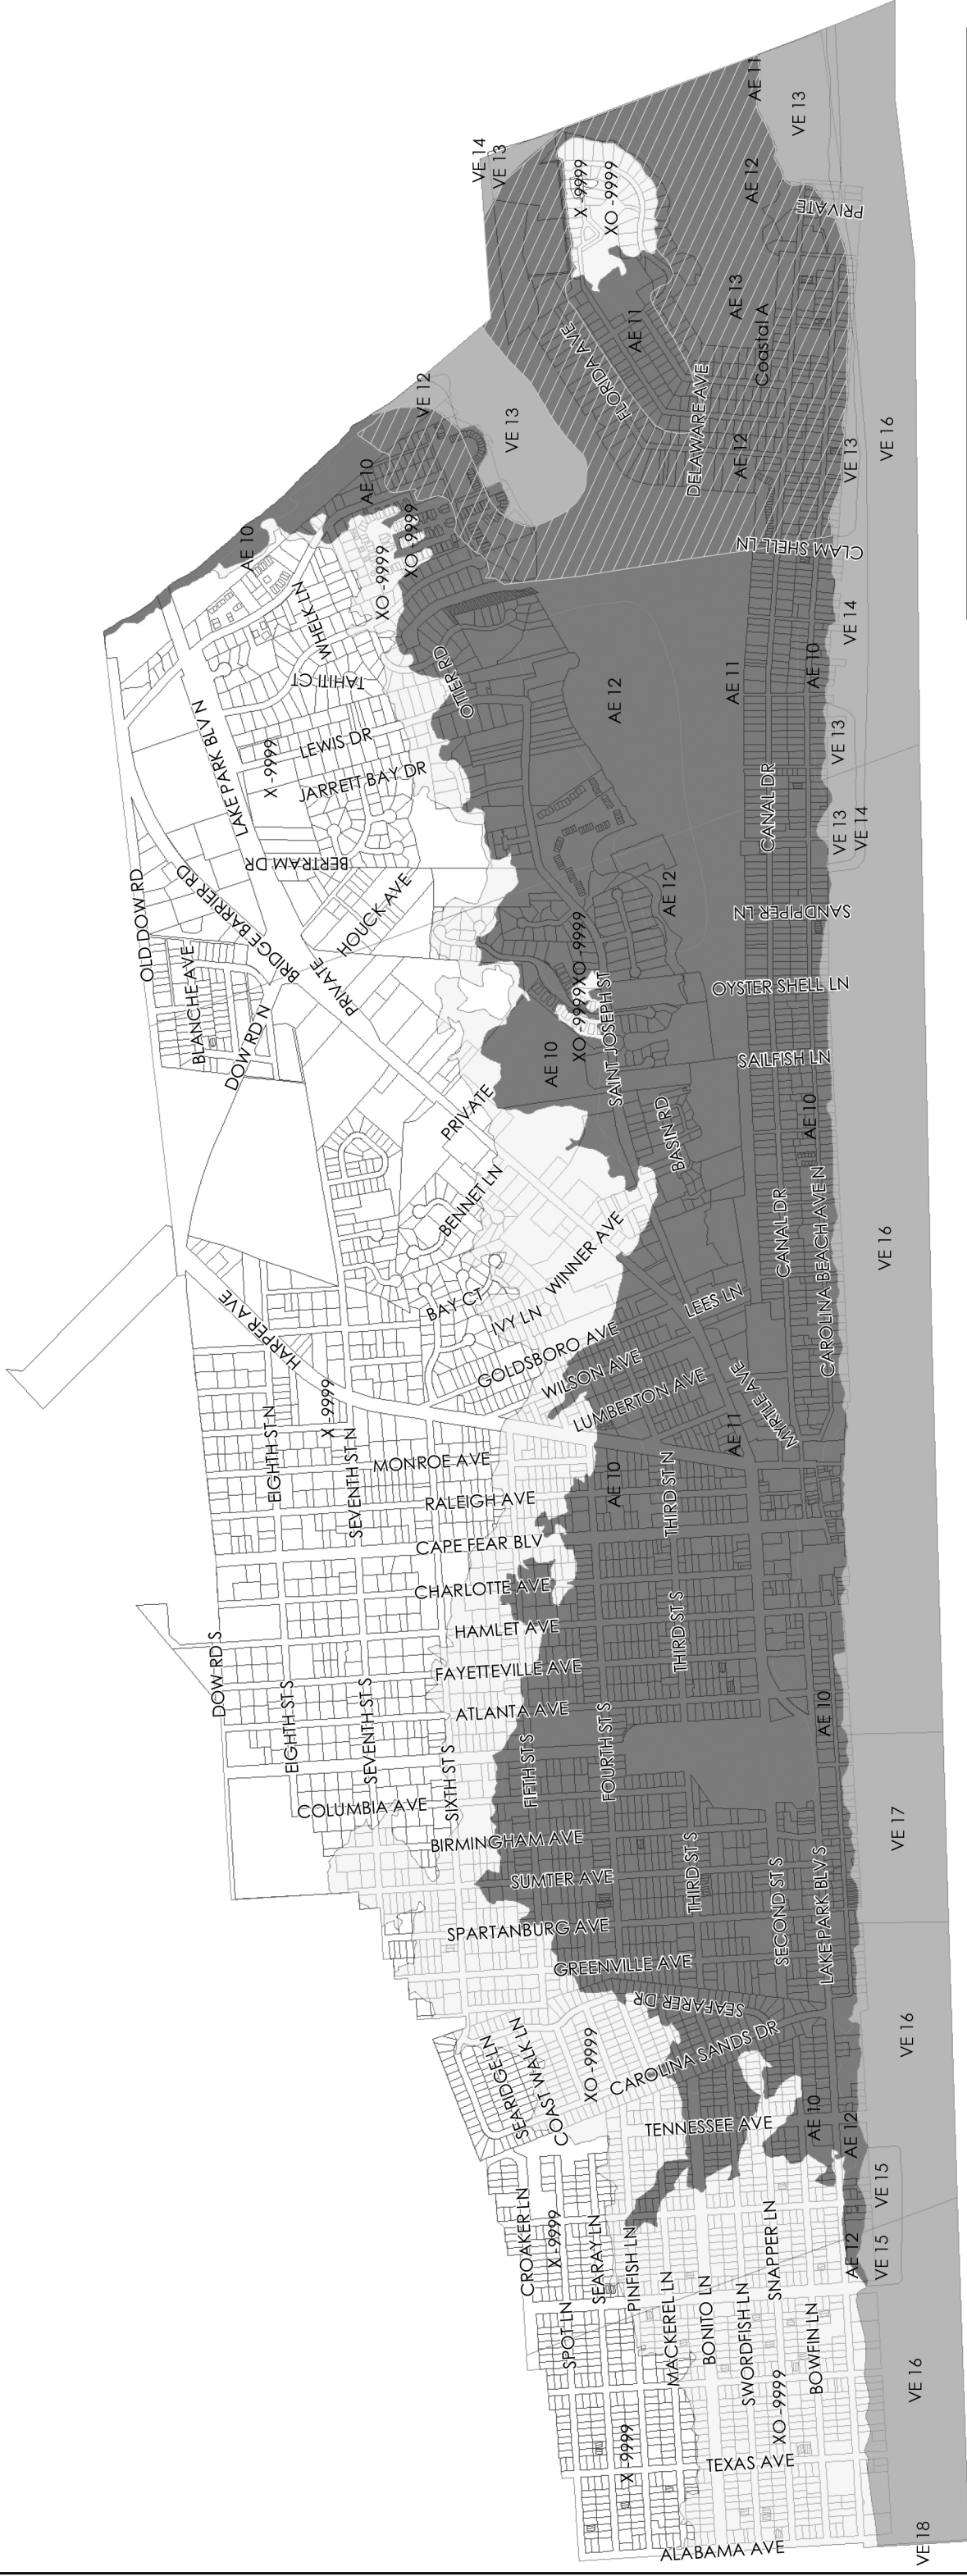 AE 11
VE 13
VE 14
VE 13
X -9999
XO -9999
AE 12
PRIVATE
AE 13
Coastal A
AE 11
FLORIDA AVE
DELAWARE AVE
VE 12
VE 13
AE 12
VE 13
VE 16
AE 10
AE 10
XO -9999
XO -9999
CLAM SHELL LN
WHELK LN
TAHITI CT
OTTER RD
VE 14
AE 10
AE 11
AE 12
LAKE PARK BLV N
X -9999
LEWIS DR
JARRETT BAY DR
VE 13
CANAL DR
VE 13
VE 14
BERTRAM DR
HOUCK AVE
AE 12
SANDPIPER LN
OLD DOW RD
BRIDGE BARRIER RD
BLANCHE AVE
PRIVATE
DOW RD N
XO -9999
XO -9999
OYSTER SHELL LN
SAINT JOSEPH ST
AE 10
SAILFISH LN
PRIVATE
BASIN RD
AE 10
BENNET LN
CANAL DR
CAROLINA BEACH AVE N
VE 16
WINNER AVE
BAY CT
IVY LN
LEES LN
HARPER AVE
GOLDSBORO AVE
WILSON AVE
LUMBERTON AVE
MYRTLE AVE
AE 11
X -9999
EIGHTH ST N
SEVENTH ST N
MONROE AVE
RALEIGH AVE
AE 10
THIRD ST N
CAPE FEAR BLV
CHARLOTTE AVE
HAMLET AVE
THIRD ST S
DOW RD S
FAYETTEVILLE AVE
ATLANTA AVE
EIGHTH ST S
SEVENTH ST S
SIXTH ST S
FIFTH ST S
FOURTH ST S
AE 10
COLUMBIA AVE
BIRMINGHAM AVE
VE 17
SUMTER AVE
THIRD ST S
SECOND ST S
LAKE PARK BLV S
SPARTANBURG AVE
GREENVILLE AVE
SEAFARER DR
CAROLINA SANDS DR
VE 16
SEARIDGE LN
COAST WALK LN
XO -9999
TENNESSEE AVE
AE 10
AE 12
VE 15
CROAKER LN
X -9999
SEARAY LN
PINFISH LN
SNAPPER LN
AE 12
VE 15
SPOT LN
MACKEREL LN
BONITO LN
SWORDFISH LN
BOWFIN LN
VE 16
XO -9999
X -9999
TEXAS AVE
ALABAMA AVE
VE 18